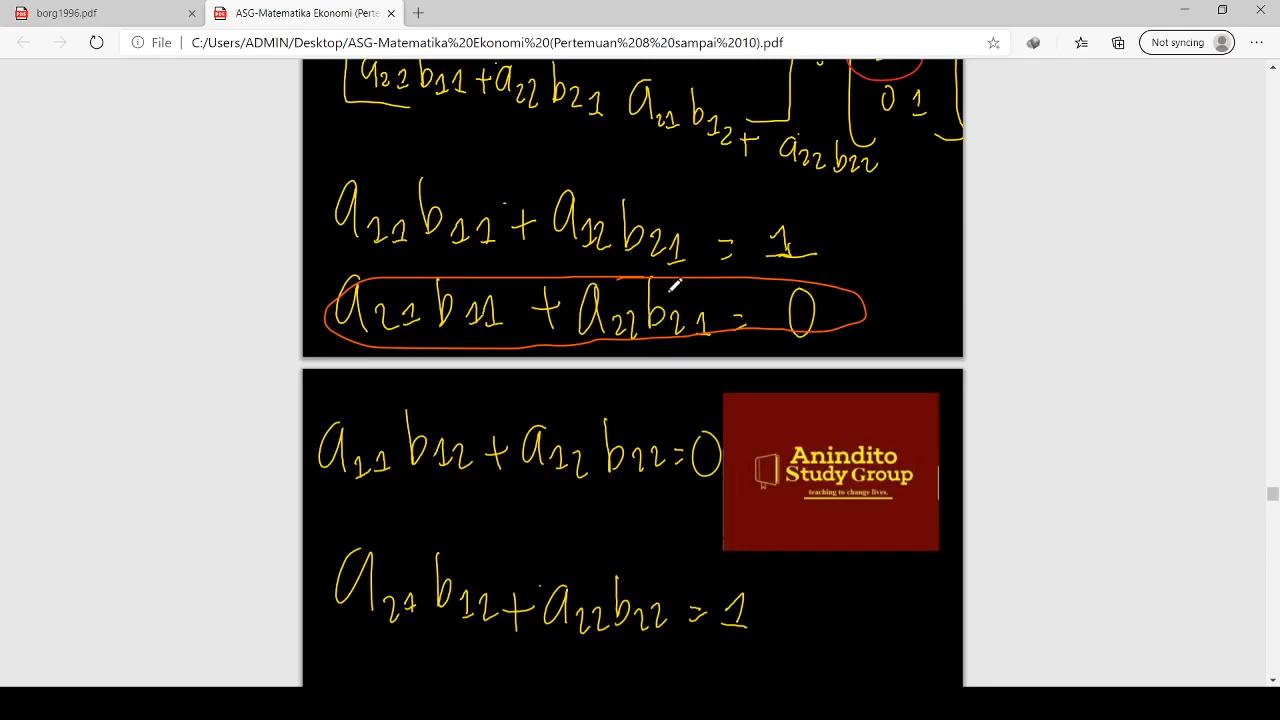 borg1996.pdf
ASG-Matematika Ekonomi (Perte
File
C:/Users/ADMIN/Desktop/ASG-Matematika%20Ekonomi%20(Pertemuan%208%20sampai%2010).pdf
Not syncing
a21 b11 + a22 b21 a21 b12 + a22 b22
0 1
a11 b11 + a12 b21 = 1
a21 b11 + a22 b21 = 0
a11 b12 + a12 b22 = 0
Anindito
Study Group
teaching to change lives.
a21 b12 + a22 b22 = 1